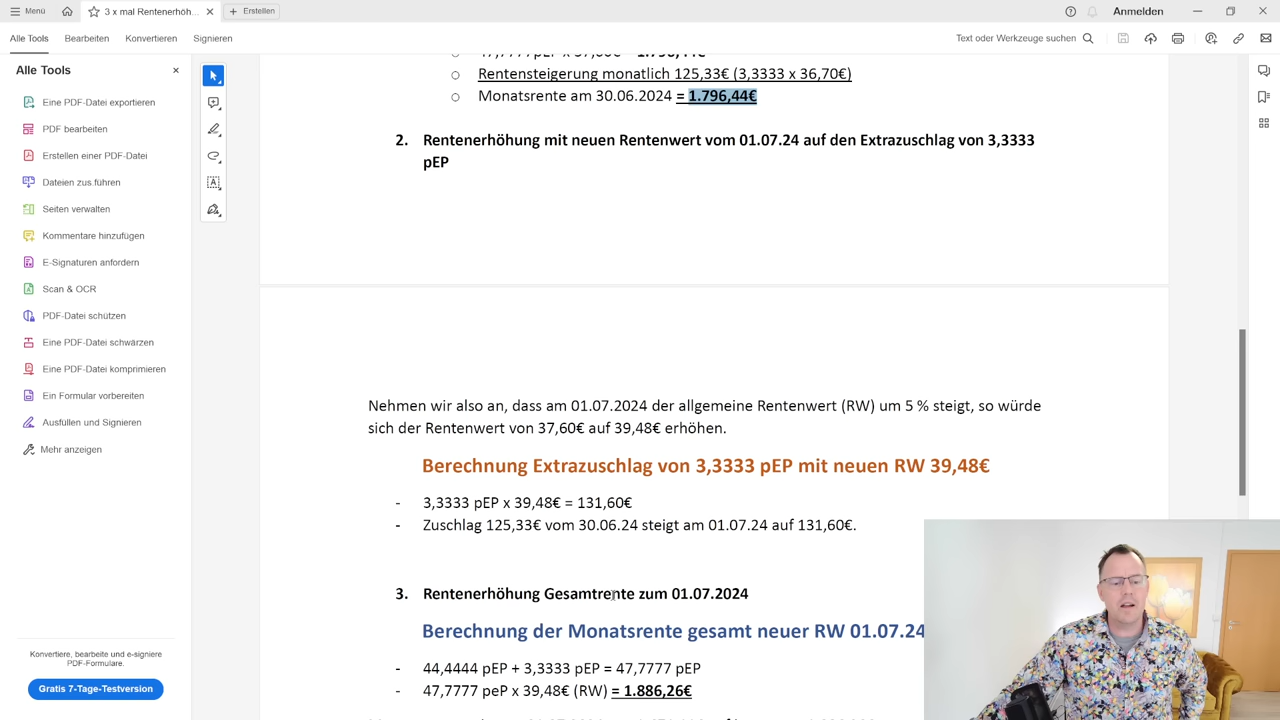 Menü
3 x mal Rentenerhöh...
Erstellen
Anmelden
Alle Tools
Bearbeiten
Konvertieren
Signieren
Text oder Werkzeuge suchen
Alle Tools
Eine PDF-Datei exportieren
PDF bearbeiten
Erstellen einer PDF-Datei
Dateien zus.führen
Seiten verwalten
Kommentare hinzufügen
E-Signaturen anfordern
Scan & OCR
PDF-Datei schützen
Eine PDF-Datei schwärzen
Eine PDF-Datei komprimieren
Ein Formular vorbereiten
Ausfüllen und Signieren
Mehr anzeigen
Konvertiere, bearbeite und e-signiere
PDF-Formulare.
Gratis 7-Tage-Testversion
Rentensteigerung monatlich 125,33€ (3,3333 x 36,70€)
Monatsrente am 30.06.2024 = 1.796,44€
2. Rentenerhöhung mit neuen Rentenwert vom 01.07.24 auf den Extrazuschlag von 3,3333
pEP
Nehmen wir also an, dass am 01.07.2024 der allgemeine Rentenwert (RW) um 5 % steigt, so würde
sich der Rentenwert von 37,60€ auf 39,48€ erhöhen.
Berechnung Extrazuschlag von 3,3333 pEP mit neuen RW 39,48€
- 3,3333 pEP x 39,48€ = 131,60€
- Zuschlag 125,33€ vom 30.06.24 steigt am 01.07.24 auf 131,60€.
3. Rentenerhöhung Gesamtrente zum 01.07.2024
Berechnung der Monatsrente gesamt neuer RW 01.07.24
- 44,4444 pEP + 3,3333 pEP = 47,7777 pEP
- 47,7777 peP x 39,48€ (RW) = 1.886,26€